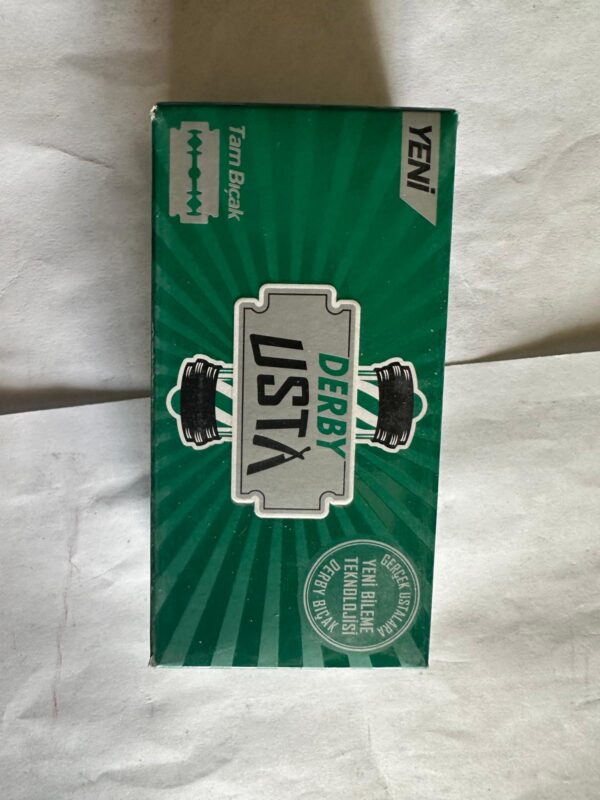 YENİ
DERBY
USTA
Tam Bıçak
GERÇEK USTALARA
YENİ BİLEME
TEKNOLOJİSİ
DERBY BIÇAK